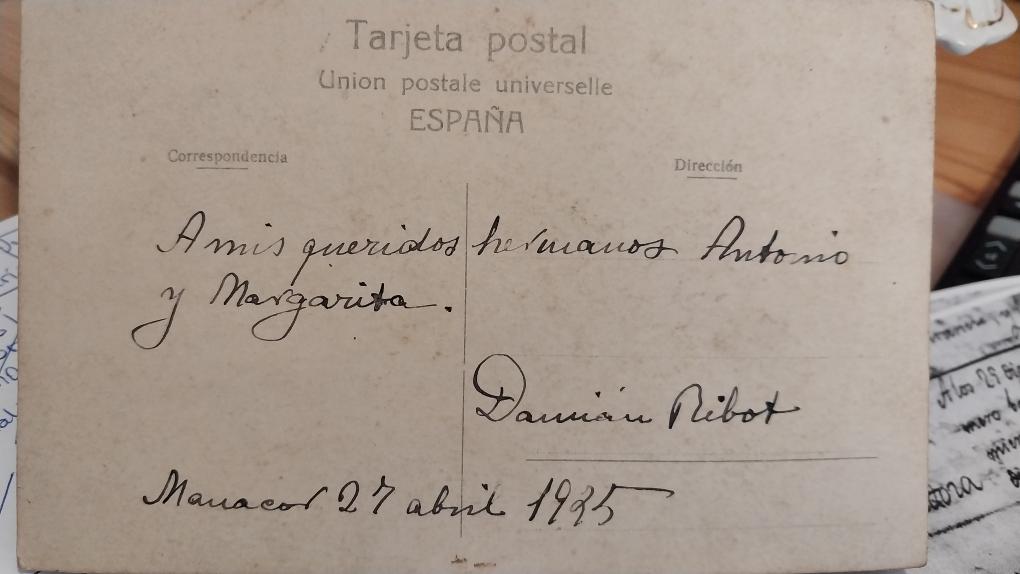 Tarjeta postal
Union postale universelle
ESPAÑA
Correspondencia
Dirección
A mis queridos hermanos Antonio
y Margarita.
Damián Ribot
Manacor 27 abril 1925